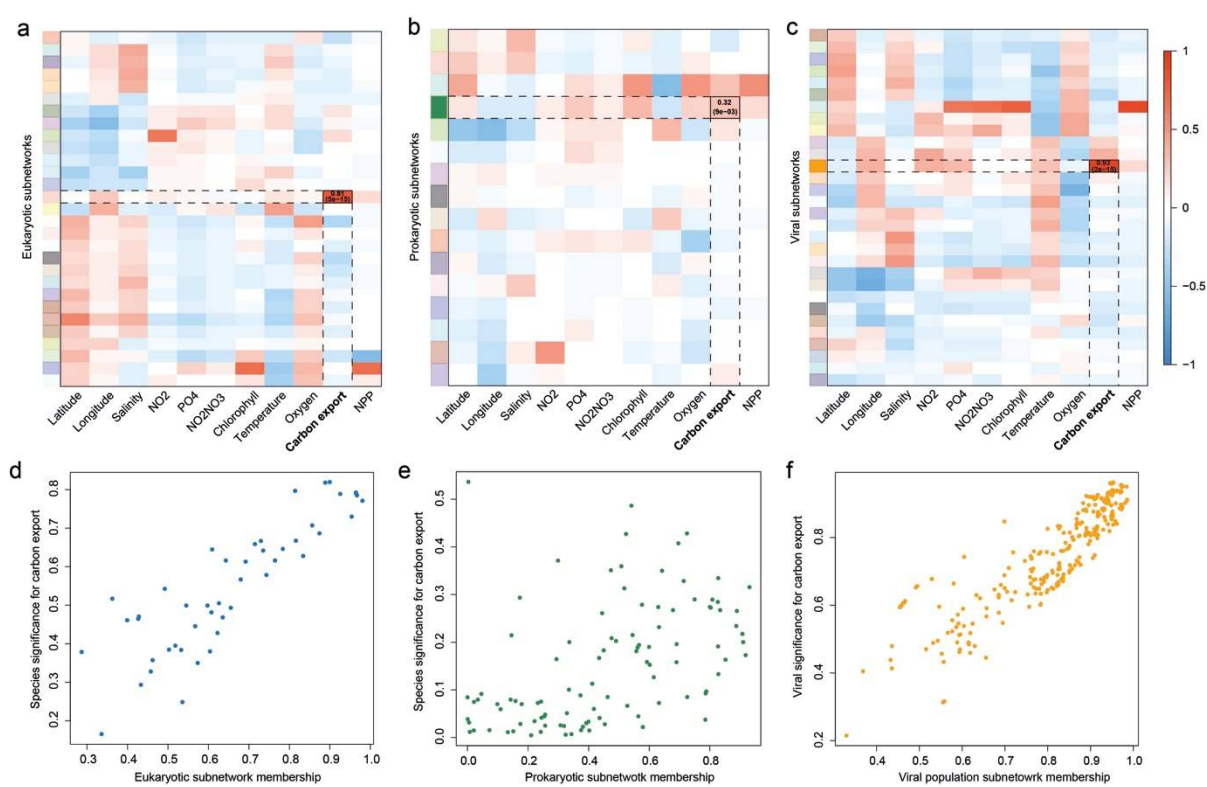 a
Eukaryotic subnetworks
0.81
(5e−15)
Latitude
Longitude
Salinity
NO2
PO4
NO2NO3
Chlorophyll
Temperature
Oxygen
Carbon export
NPP
b
Prokaryotic subnetworks
0.32
(9e−03)
Latitude
Longitude
Salinity
NO2
PO4
NO2NO3
Chlorophyll
Temperature
Oxygen
Carbon export
NPP
c
Viral subnetworks
0.93
(2e−15)
Latitude
Longitude
Salinity
NO2
PO4
NO2NO3
Chlorophyll
Temperature
Oxygen
Carbon export
NPP
1
0.5
0
−0.5
−1
d
Species significance for carbon export
0.8
0.7
0.6
0.5
0.4
0.3
0.2
0.3 0.4 0.5 0.6 0.7 0.8 0.9 1.0
Eukaryotic subnetwork membership
e
Species significance for carbon export
0.5
0.4
0.3
0.2
0.1
0.0
0.0 0.2 0.4 0.6 0.8
Prokaryotic subnetwotk membership
f
Viral significance for carbon export
0.8
0.6
0.4
0.2
0.4 0.5 0.6 0.7 0.8 0.9 1.0
Viral population subnetowrk membership